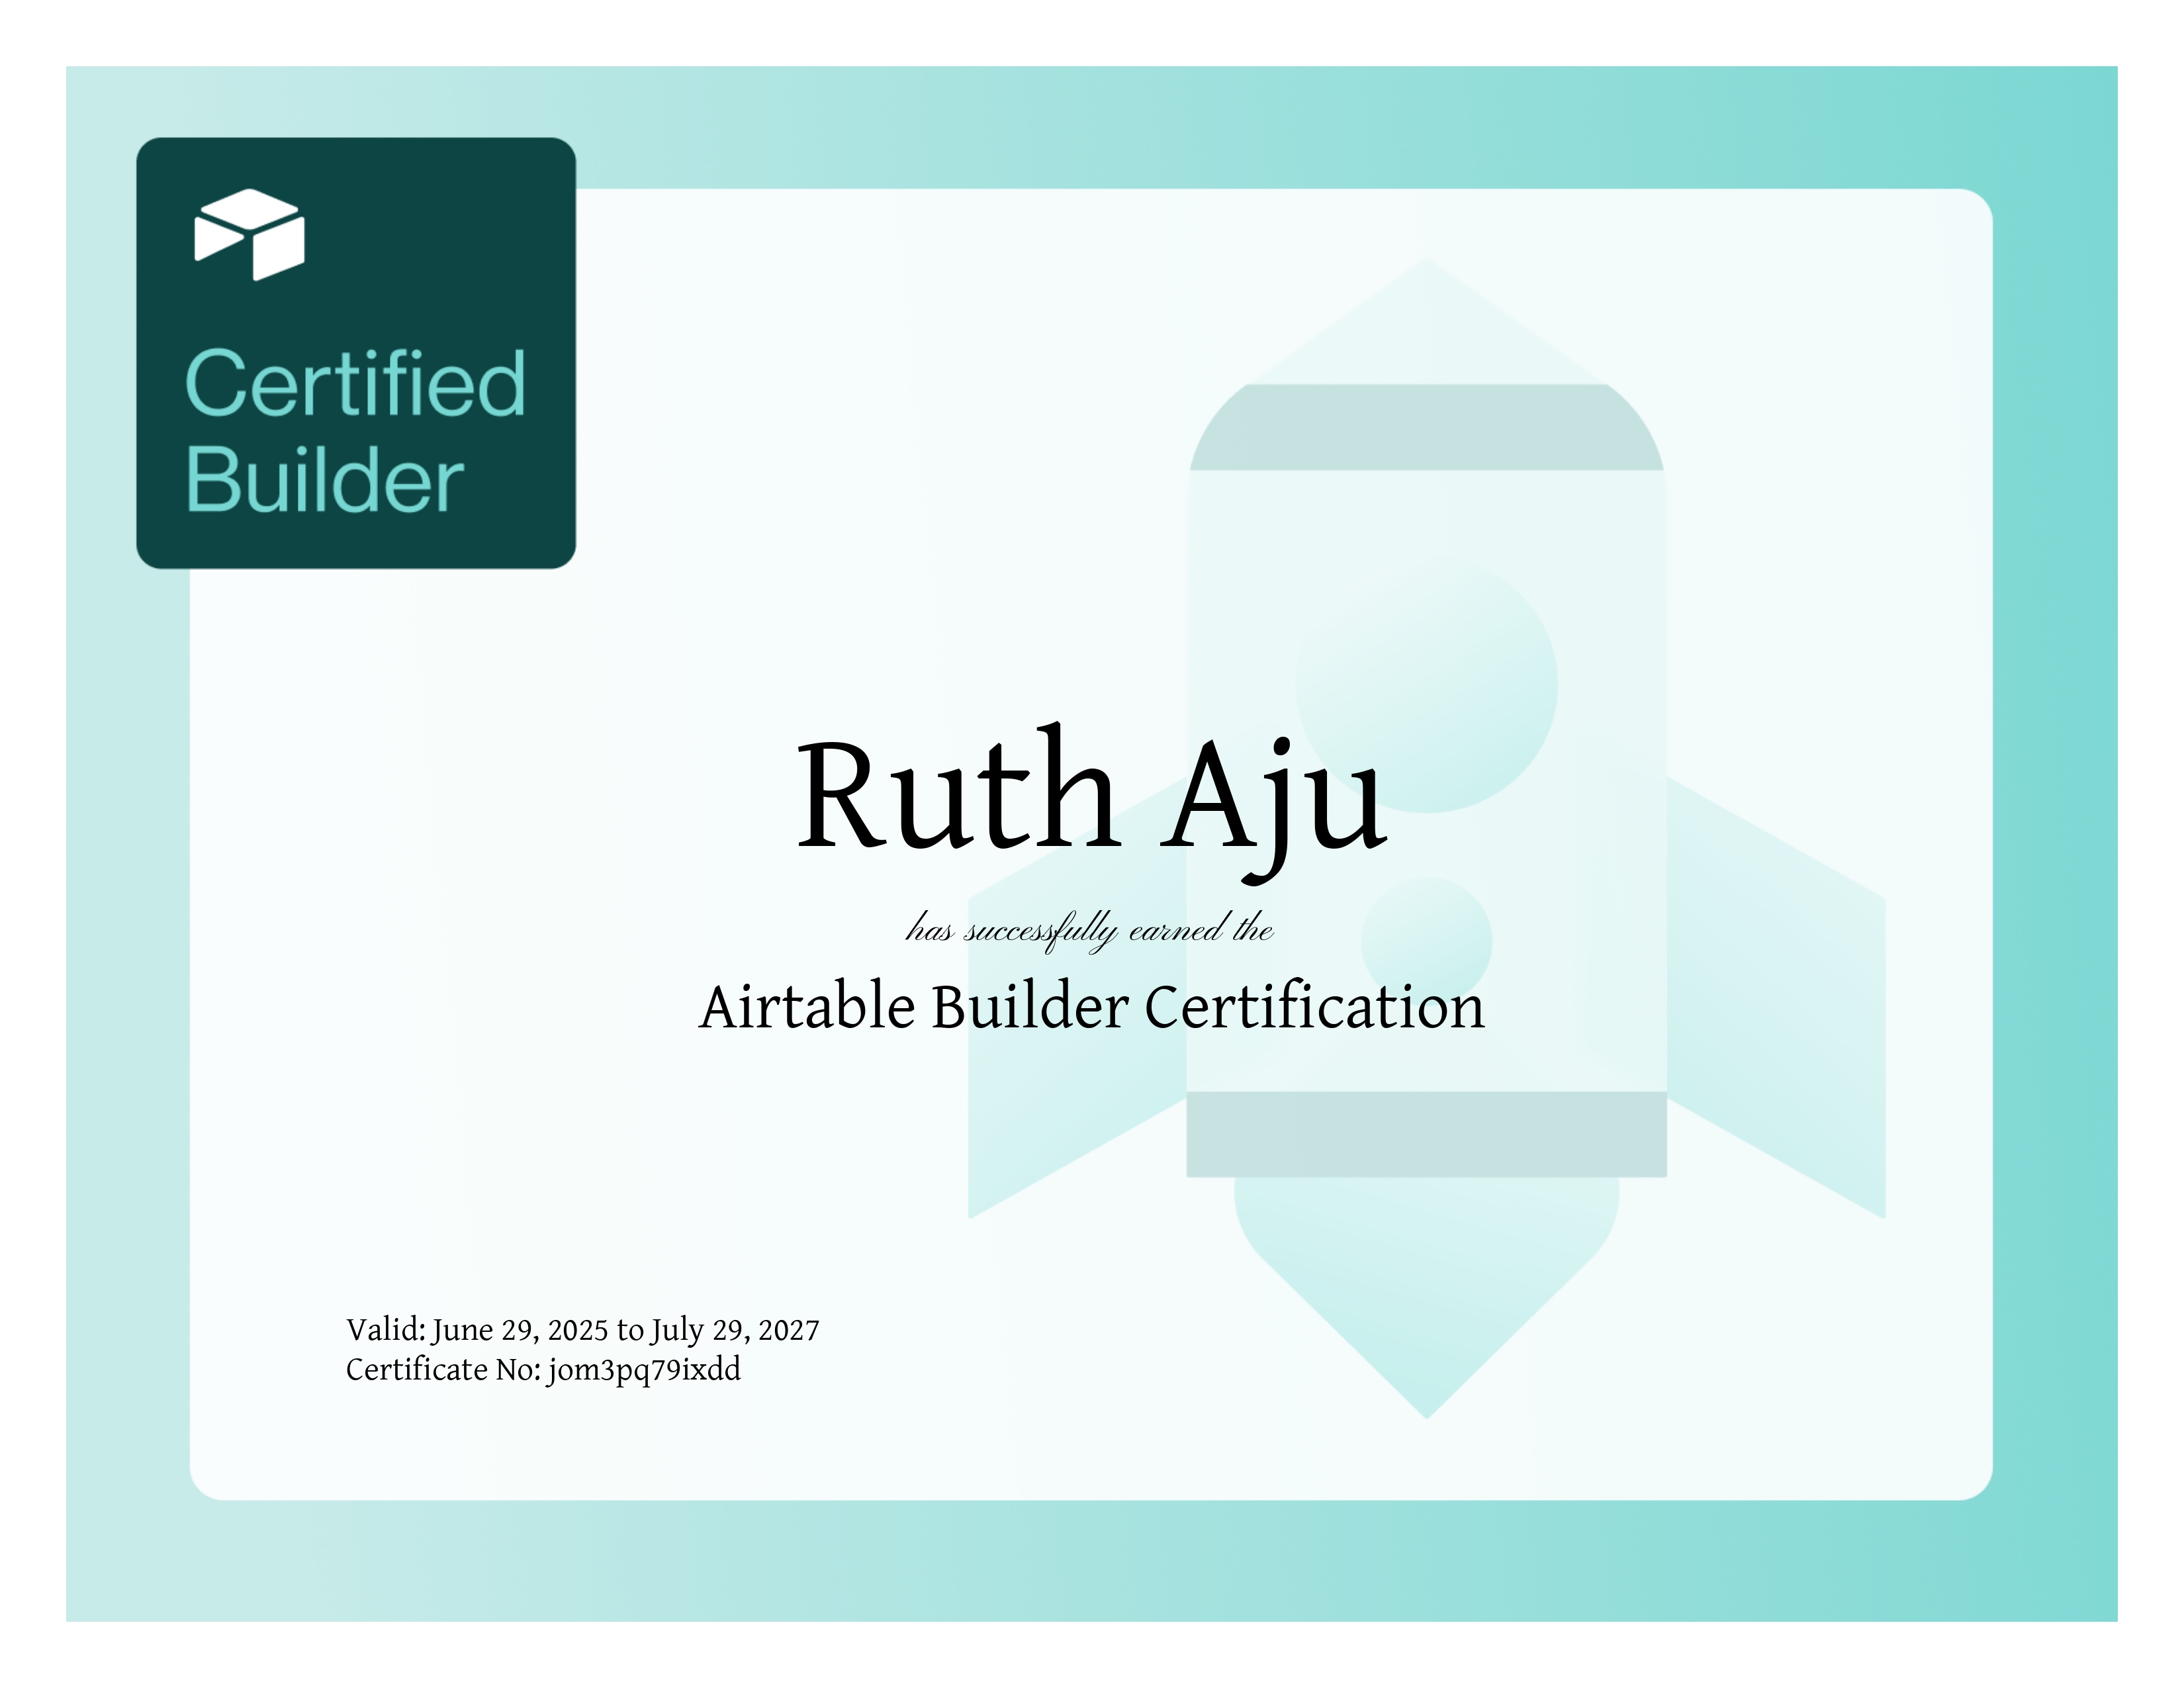 Certified
Builder
Ruth Aju
has successfully earned the
Airtable Builder Certification
Valid: June 29, 2025 to July 29, 2027
Certificate No: jom3pq79ixdd